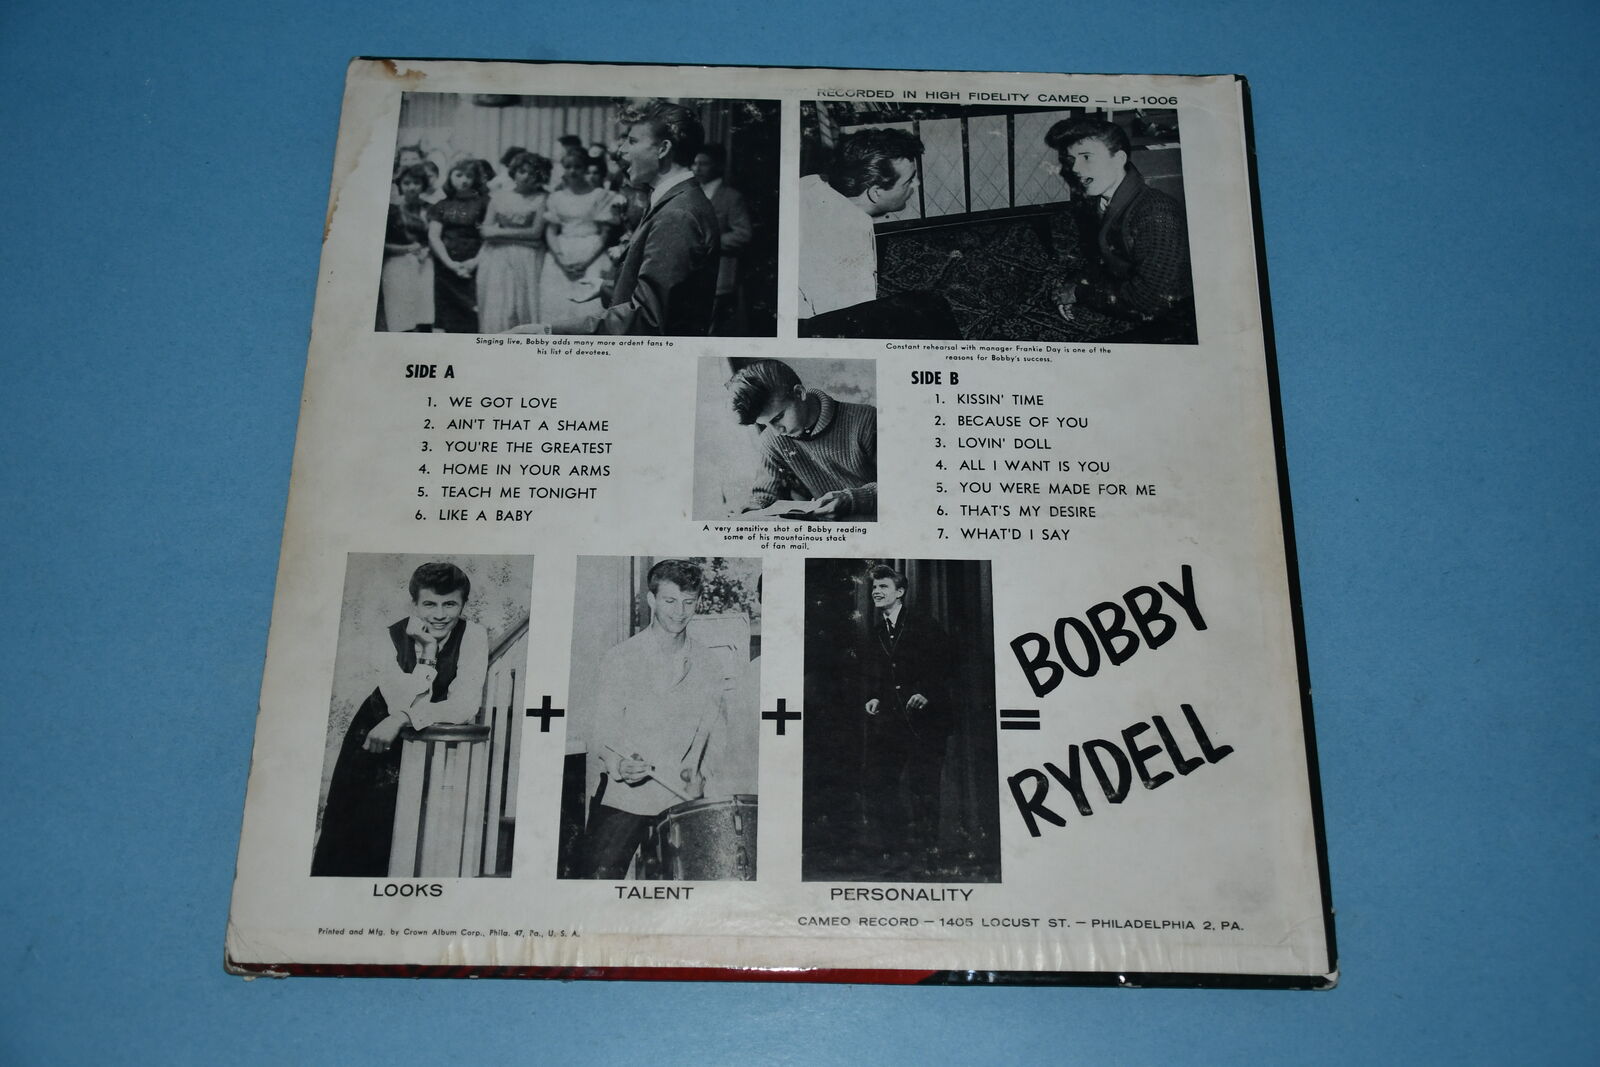 RECORDED IN HIGH FIDELITY CAMEO — LP-1006
Singing live, Bobby adds many more ardent fans to
his list of devotees.
Constant rehearsal with manager Frankie Day is one of the
reasons for Bobby's success.
SIDE A
1. WE GOT LOVE
2. AIN'T THAT A SHAME
3. YOU'RE THE GREATEST
4. HOME IN YOUR ARMS
5. TEACH ME TONIGHT
6. LIKE A BABY
A very sensitive shot of Bobby reading
some of his mountainous stack
of fan mail.
SIDE B
1. KISSIN' TIME
2. BECAUSE OF YOU
3. LOVIN' DOLL
4. ALL I WANT IS YOU
5. YOU WERE MADE FOR ME
6. THAT'S MY DESIRE
7. WHAT'D I SAY
+ + =
BOBBY
RYDELL
LOOKS
TALENT
PERSONALITY
CAMEO RECORD — 1405 LOCUST ST. — PHILADELPHIA 2, PA.
Printed and Mfg. by Crown Album Corp., Phila. 47, Pa., U. S. A.